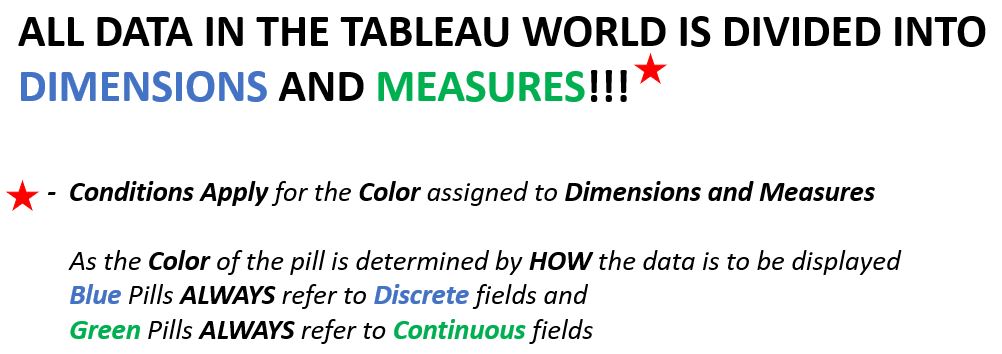 ALL DATA IN THE TABLEAU WORLD IS DIVIDED INTO
DIMENSIONS AND MEASURES!!!
- Conditions Apply for the Color assigned to Dimensions and Measures
As the Color of the pill is determined by HOW the data is to be displayed
Blue Pills ALWAYS refer to Discrete fields and
Green Pills ALWAYS refer to Continuous fields